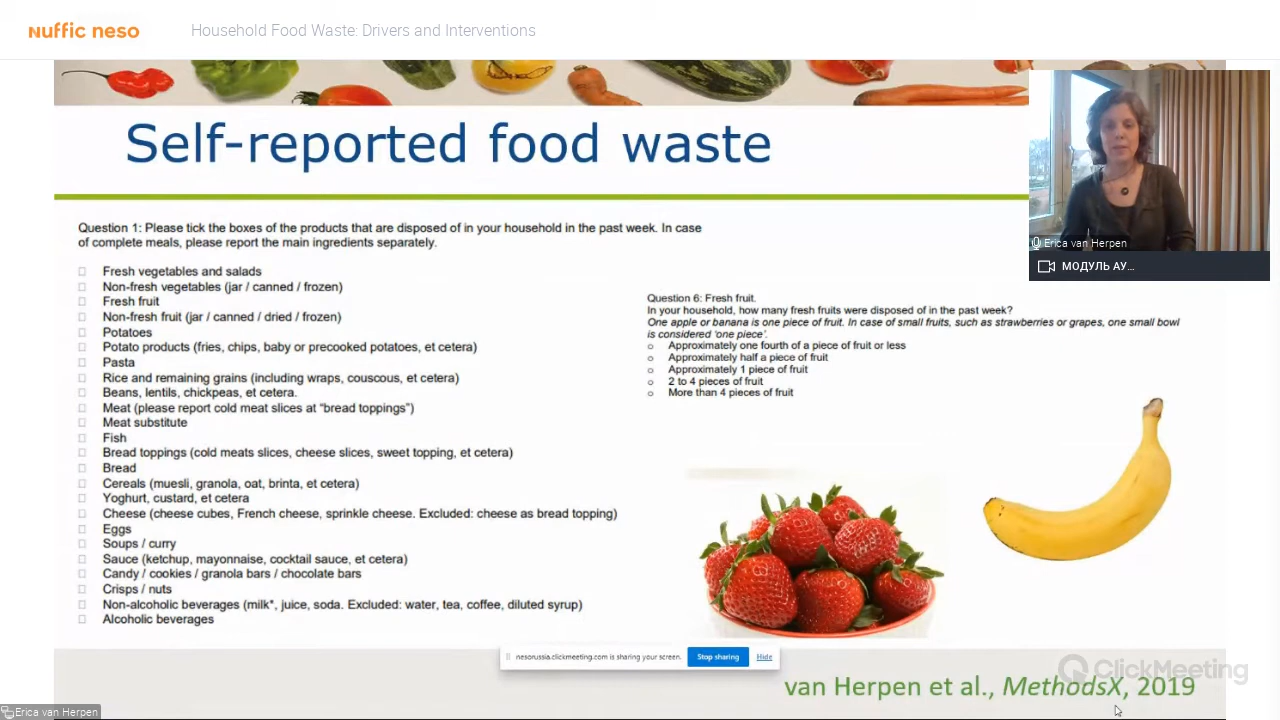 Nuffic neso
Household Food Waste: Drivers and Interventions
Self-reported food waste
Erica van Herpen
МОДУЛЬ АУ...
Question 1: Please tick the boxes of the products that are disposed of in your household in the past week. In case
of complete meals, please report the main ingredients separately.
Fresh vegetables and salads
Non-fresh vegetables (jar / canned / frozen)
Fresh fruit
Non-fresh fruit (jar / canned / dried / frozen)
Potatoes
Potato products (fries, chips, baby or precooked potatoes, et cetera)
Pasta
Rice and remaining grains (including wraps, couscous, et cetera)
Beans, lentils, chickpeas, et cetera.
Meat (please report cold meat slices at “bread toppings”)
Meat substitute
Fish
Bread toppings (cold meats slices, cheese slices, sweet topping, et cetera)
Bread
Cereals (muesli, granola, oat, brinta, et cetera)
Yoghurt, custard, et cetera
Cheese (cheese cubes, French cheese, sprinkle cheese. Excluded: cheese as bread topping)
Eggs
Soups / curry
Sauce (ketchup, mayonnaise, cocktail sauce, et cetera)
Candy / cookies / granola bars / chocolate bars
Crisps / nuts
Non-alcoholic beverages (milk*, juice, soda. Excluded: water, tea, coffee, diluted syrup)
Alcoholic beverages
Question 6: Fresh fruit.
In your household, how many fresh fruits were disposed of in the past week?
One apple or banana is one piece of fruit. In case of small fruits, such as strawberries or grapes, one small bowl
is considered ‘one piece’.
Approximately one fourth of a piece of fruit or less
Approximately half a piece of fruit
Approximately 1 piece of fruit
2 to 4 pieces of fruit
More than 4 pieces of fruit
nesorussia.clickmeeting.com is sharing your screen.
Stop sharing
Hide
ClickMeeting
van Herpen et al., MethodsX, 2019
Erica van Herpen